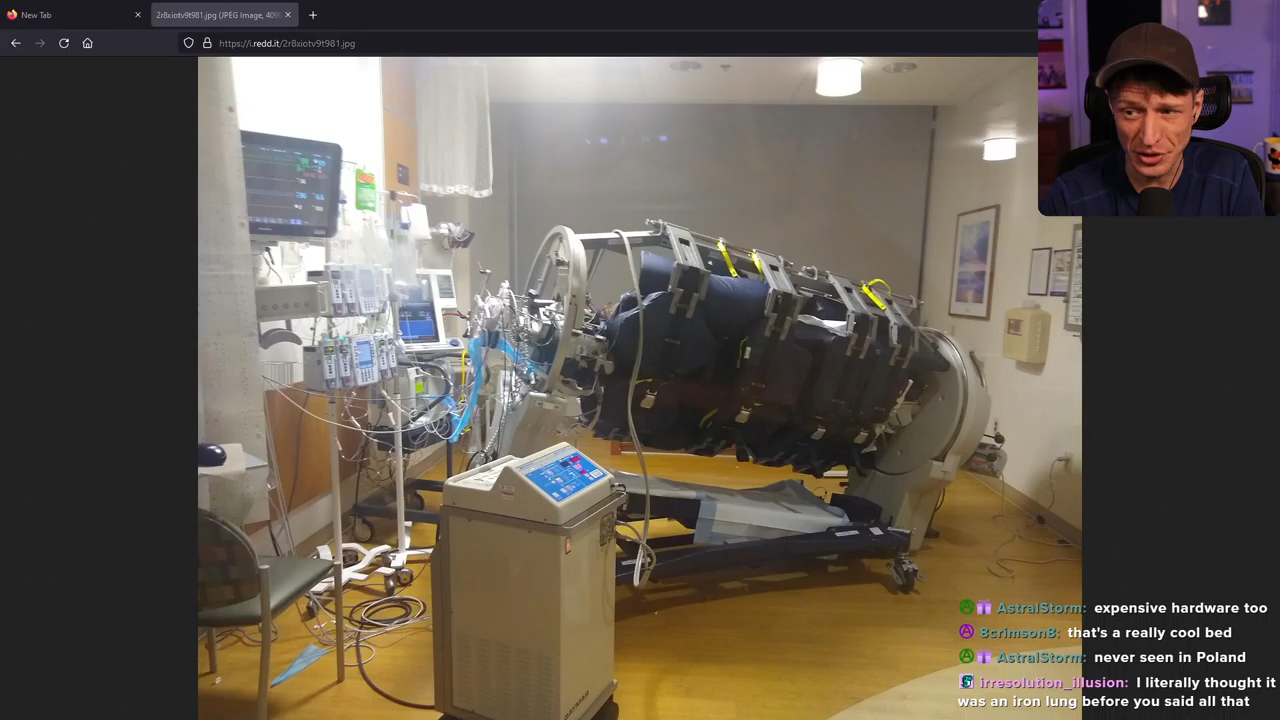 New Tab
2r8xiotv9t981.jpg (JPEG Image, 409
https://i.redd.it/2r8xiotv9t981.jpg
AstralStorm: expensive hardware too
8crimson8: that's a really cool bed
AstralStorm: never seen in Poland
irresolution_illusion: I literally thought it
was an iron lung before you said all that